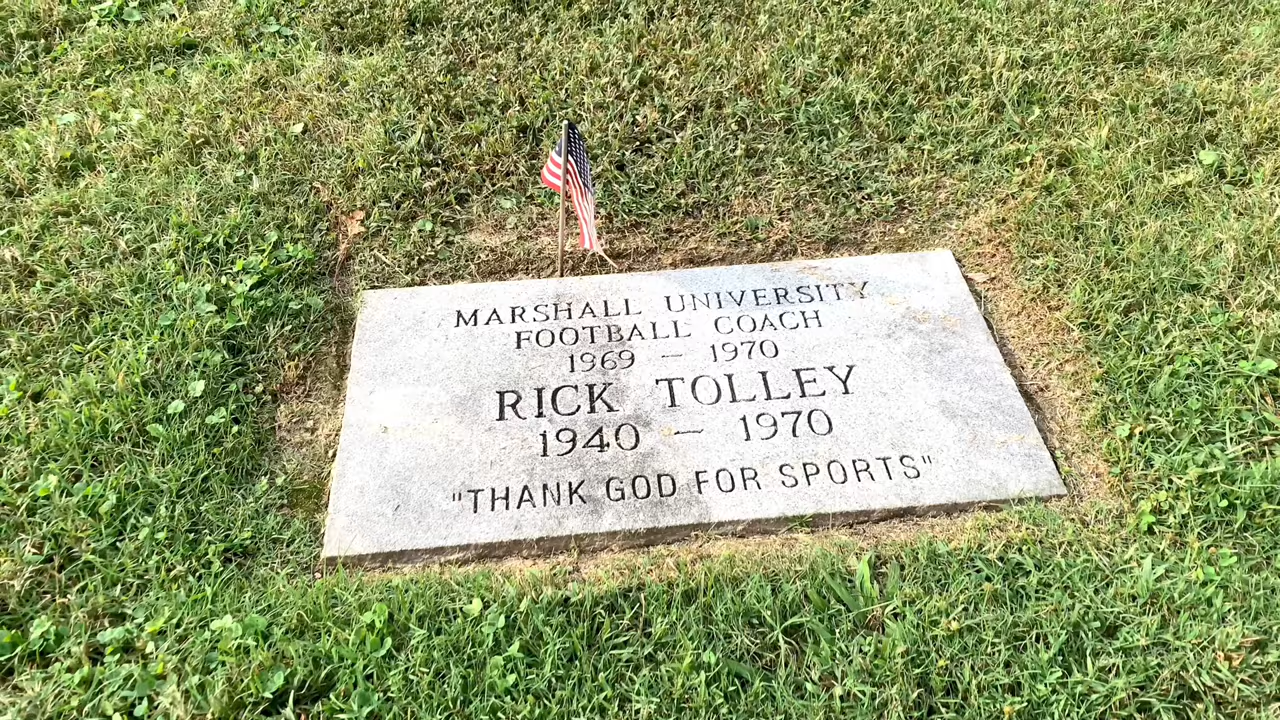 MARSHALL UNIVERSITY
FOOTBALL COACH
1969 — 1970
RICK TOLLEY
1940 — 1970
"THANK GOD FOR SPORTS"